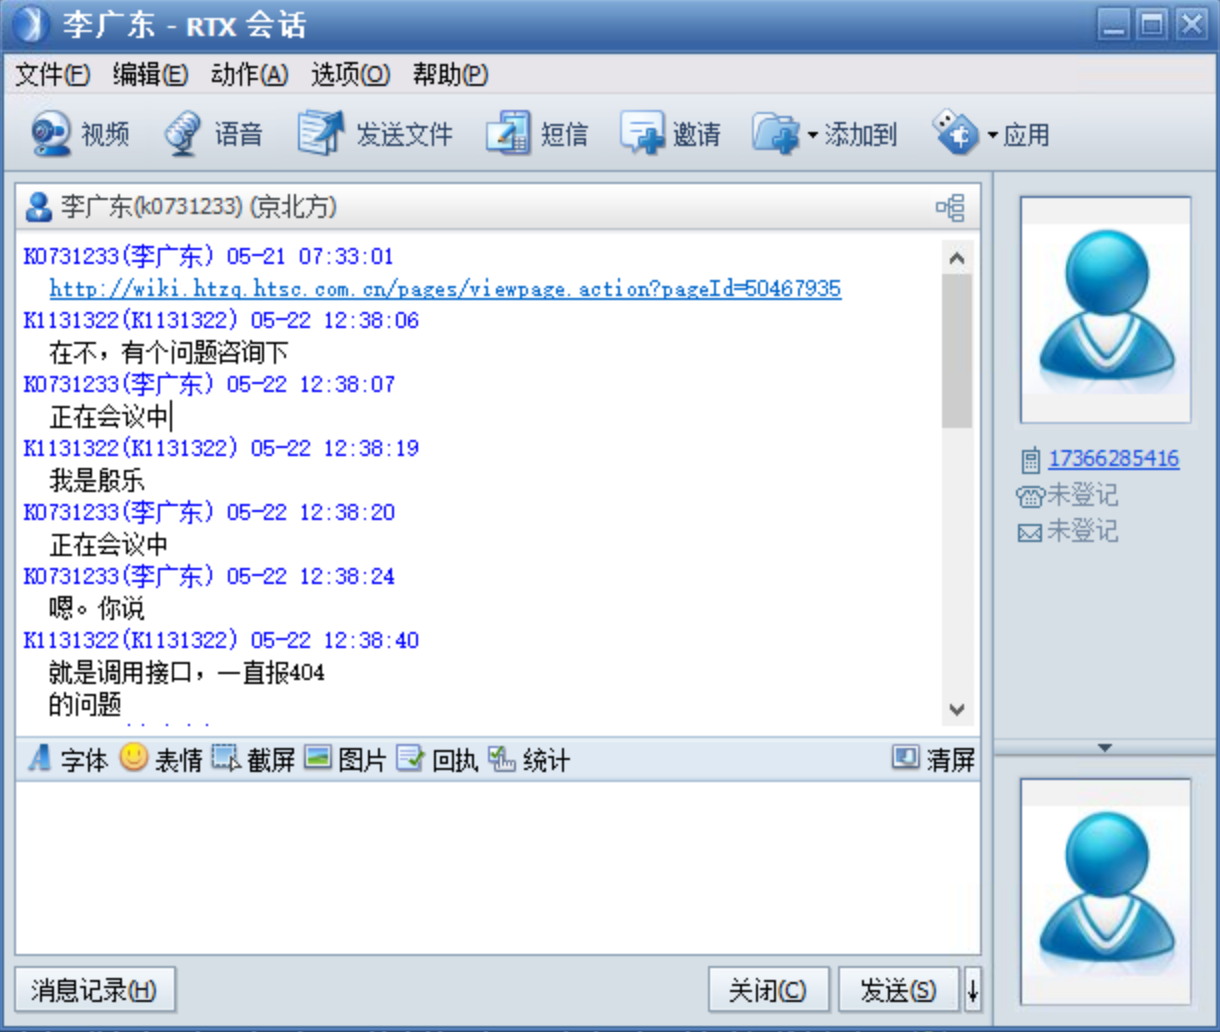 李广东 - RTX 会话
文件(F) 编辑(E) 动作(A) 选项(O) 帮助(P)
视频 语音 发送文件 短信 邀请 添加到 应用
李广东(k0731233) (京北方)
K0731233(李广东) 05-21 07:33:01
http://wiki.htzq.htsc.com.cn/pages/viewpage.action?pageId=50467935
K1131322(K1131322) 05-22 12:38:06
在不，有个问题咨询下
K0731233(李广东) 05-22 12:38:07
正在会议中
K1131322(K1131322) 05-22 12:38:19
我是殷乐
K0731233(李广东) 05-22 12:38:20
正在会议中
K0731233(李广东) 05-22 12:38:24
嗯。你说
K1131322(K1131322) 05-22 12:38:40
就是调用接口，一直报404
的问题
17366285416
未登记
未登记
字体 表情 截屏 图片 回执 统计 清屏
消息记录(H) 关闭(C) 发送(S)